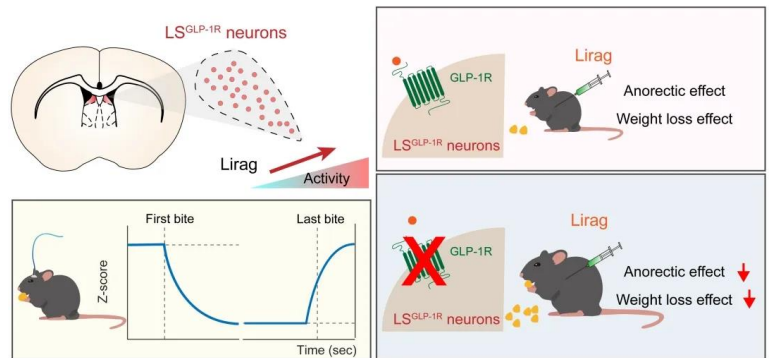 LS^GLP-1R neurons
Lirag
Activity
First bite
Last bite
Z-score
Time (sec)
Lirag
GLP-1R
Anorectic effect
Weight loss effect
LS^GLP-1R neurons
Lirag
GLP-1R
Anorectic effect
Weight loss effect
LS^GLP-1R neurons